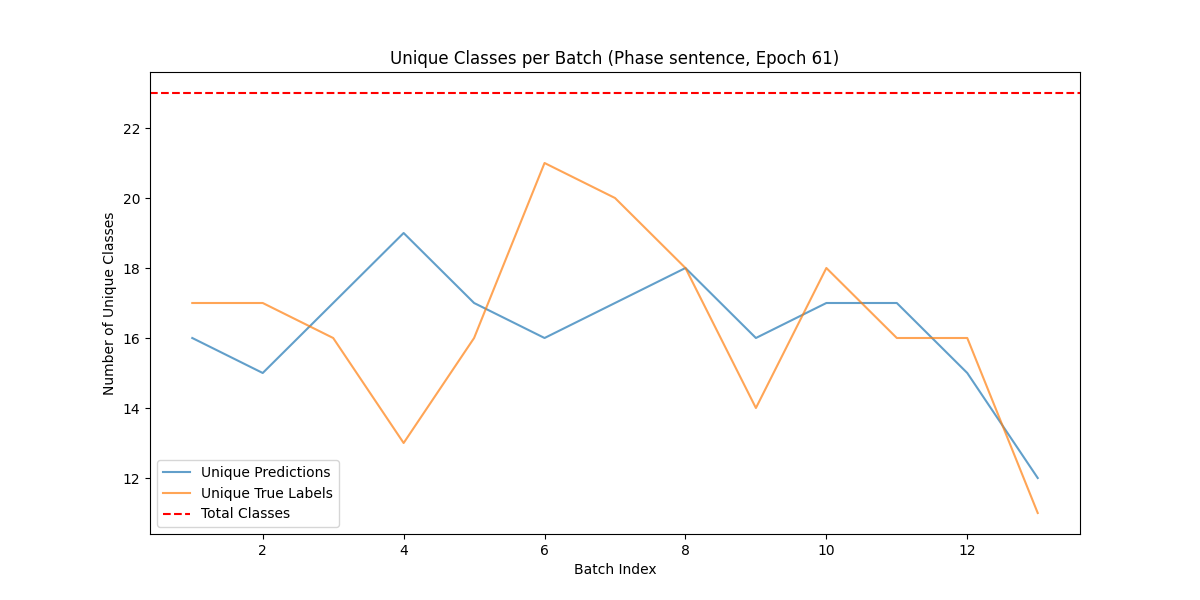 Unique Classes per Batch (Phase sentence, Epoch 61)
Number of Unique Classes
22
20
18
16
14
12
Unique Predictions
Unique True Labels
Total Classes
2 4 6 8 10 12
Batch Index